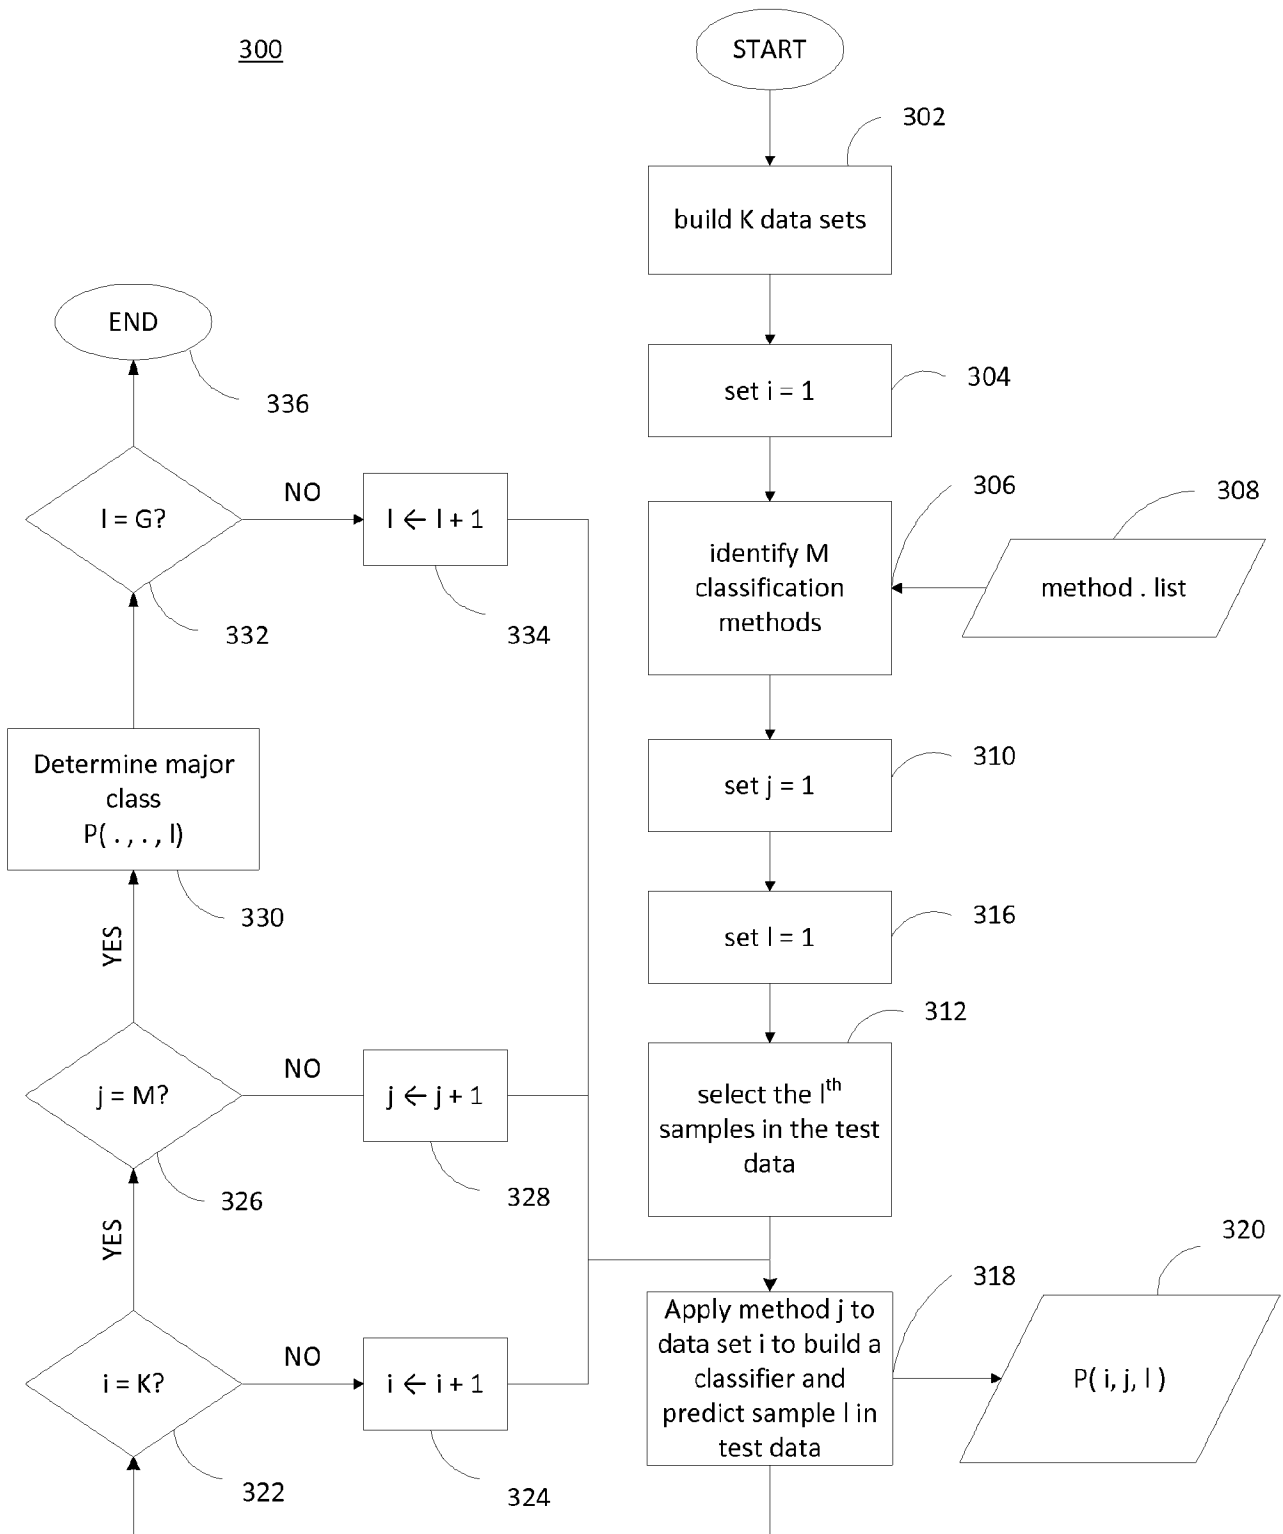 300
START
302
build K data sets
set i = 1
304
identify M
classification
methods
306
method . list
308
set j = 1
310
set l = 1
316
select the lth
samples in the test
data
312
Apply method j to
data set i to build a
classifier and
predict sample l in
test data
318
P( i, j, l )
320
i = K?
322
NO
i ← i + 1
324
YES
j = M?
326
NO
j ← j + 1
328
YES
Determine major
class
P( . , . , l)
330
l = G?
332
NO
l ← l + 1
334
END
336